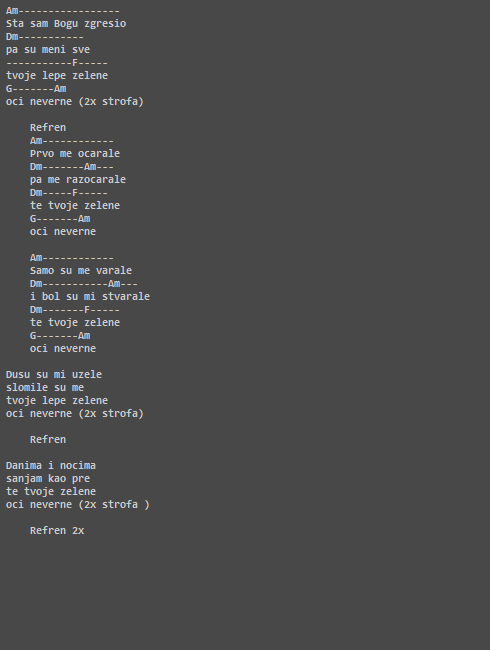 Am-----------------
Sta sam Bogu zgresio
Dm-----------
pa su meni sve
-----------F-----
tvoje lepe zelene
G-------Am
oci neverne (2x strofa)

    Refren
    Am------------
    Prvo me ocarale
    Dm-------Am---
    pa me razocarale
    Dm-----F-----
    te tvoje zelene
    G-------Am
    oci neverne

    Am------------
    Samo su me varale
    Dm-----------Am---
    i bol su mi stvarale
    Dm-------F-----
    te tvoje zelene
    G-------Am
    oci neverne

Dusu su mi uzele
slomile su me
tvoje lepe zelene
oci neverne (2x strofa)

    Refren

Danima i nocima
sanjam kao pre
te tvoje zelene
oci neverne (2x strofa )

    Refren 2x